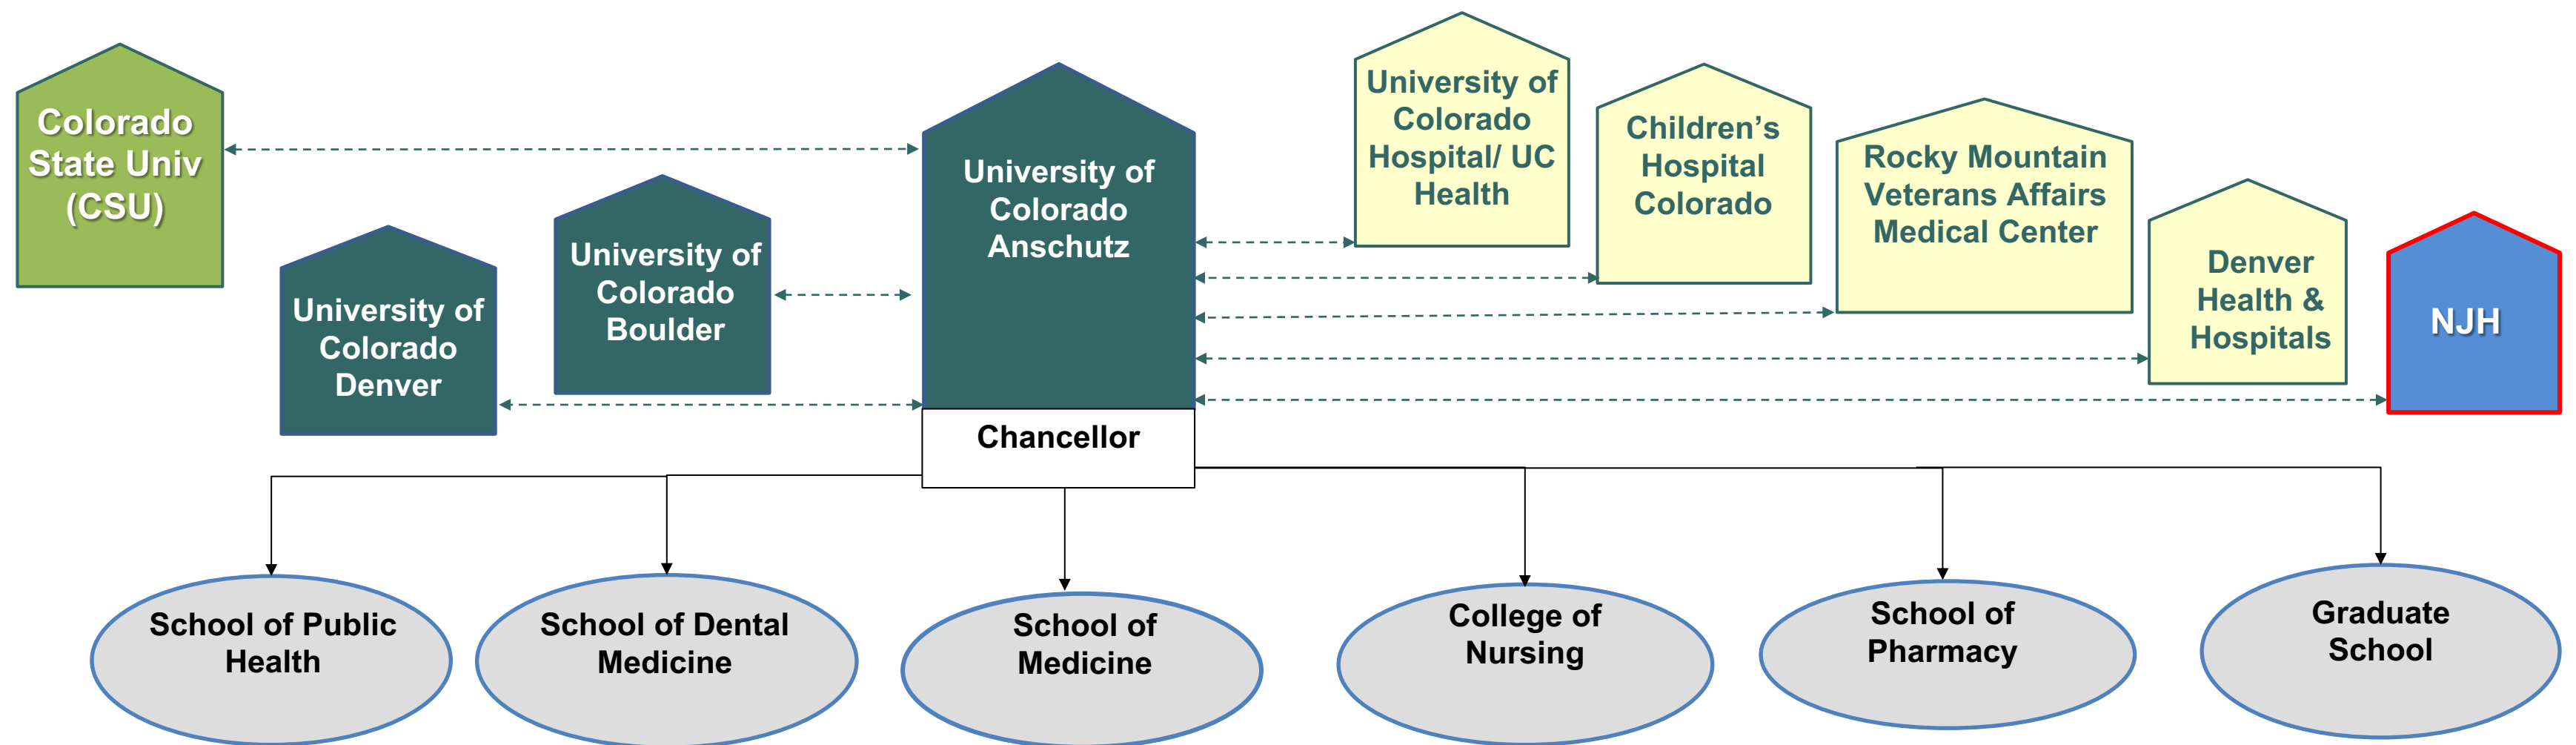 Colorado
State Univ
(CSU)
University of
Colorado
Denver
University of
Colorado
Boulder
University of
Colorado
Anschutz
University of
Colorado
Hospital/ UC
Health
Children’s
Hospital
Colorado
Rocky Mountain
Veterans Affairs
Medical Center
Denver
Health &
Hospitals
NJH
Chancellor
School of Public
Health
School of Dental
Medicine
School of
Medicine
College of
Nursing
School of
Pharmacy
Graduate
School